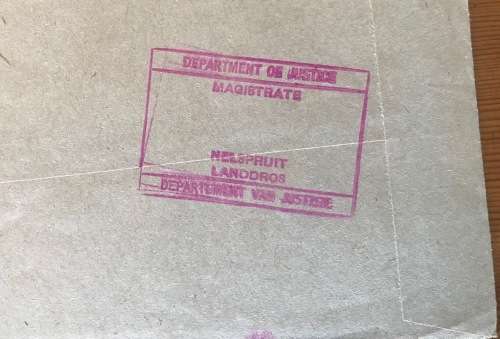 DEPARTMENT OF JUSTICE
MAGISTRATE
NELSPRUIT
LANDDROS
DEPARTEMENT VAN JUSTISIE